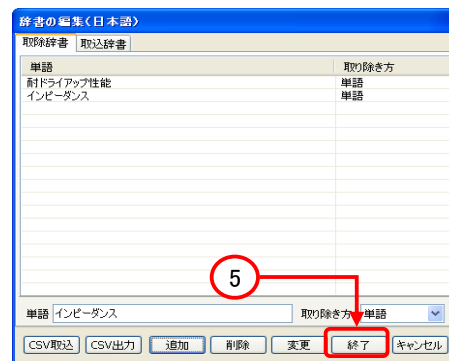 辞書の編集(日本語)
取除辞書 取込辞書
単語 取り除き方
耐ドライアップ性能 単語
インピーダンス 単語
5
単語 インピーダンス 取り除き方 単語
CSV取込 CSV出力 追加 削除 変更 終了 キャンセル